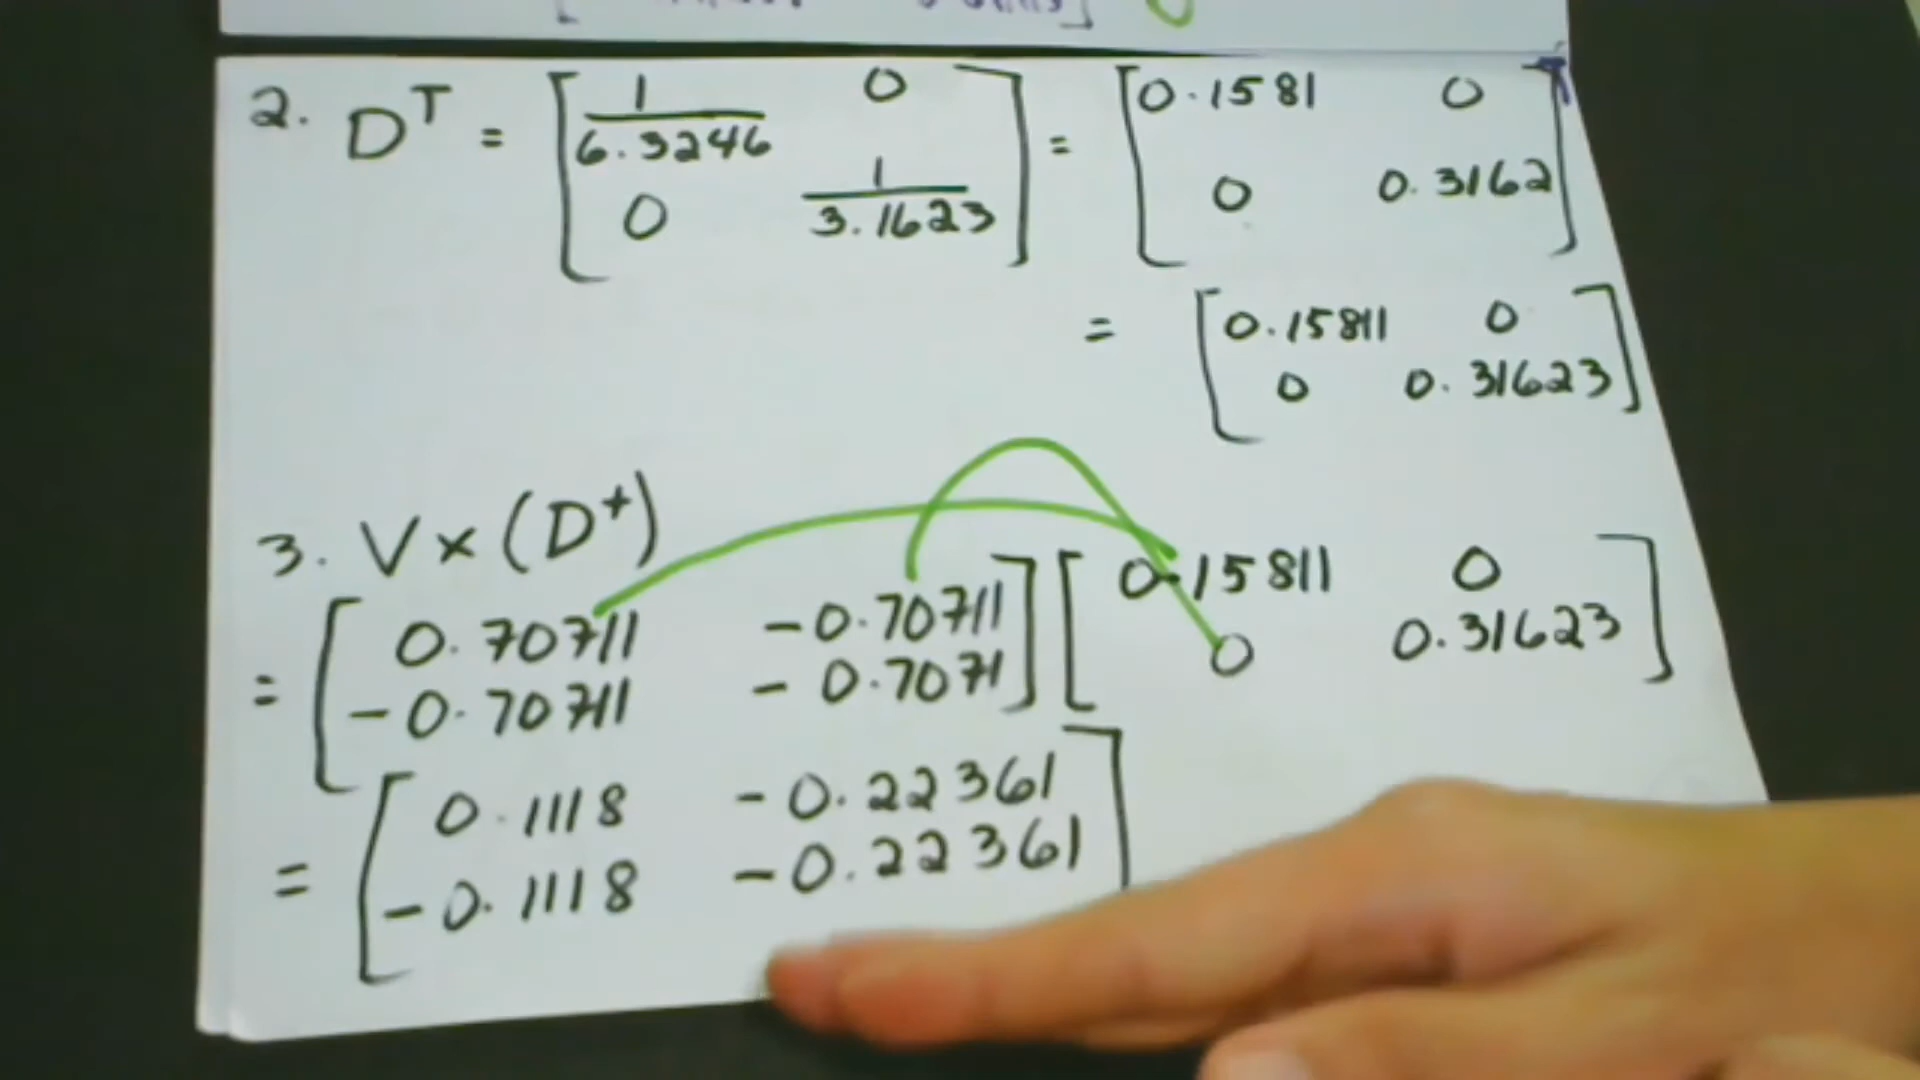 2. D^T = [1/6.3246 0 = [0.1581 0
0 1/3.1623] 0 0.3162]
= [0.15811 0
0 0.31623]
3. V × (D^+)
= [0.70711 -0.70711] [0.15811 0
-0.70711 -0.7071] 0 0.31623]
= [0.1118 -0.22361
-0.1118 -0.22361]